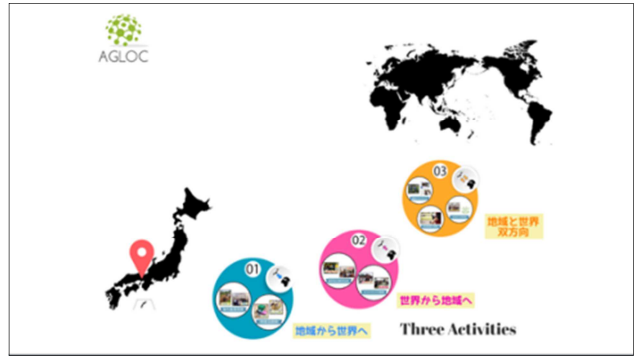 AGLOC
03
地域と世界
双方向
02
世界から地域へ
01
地域から世界へ
Three Activities